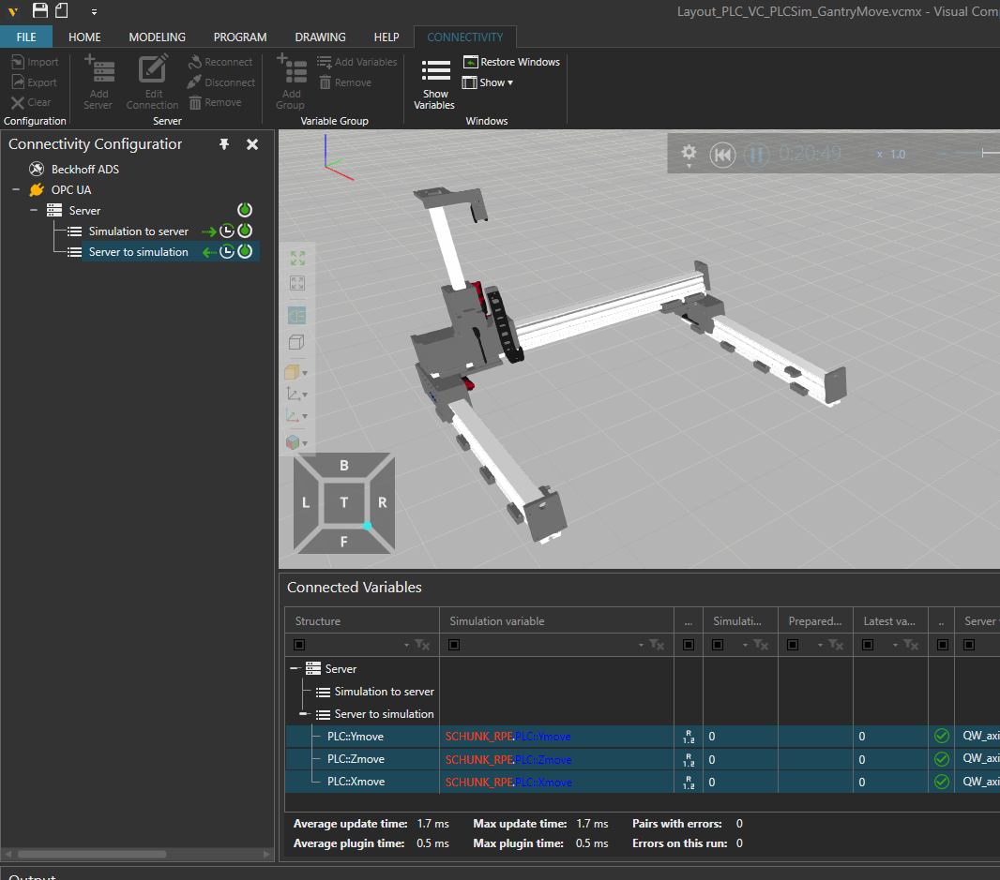 Layout_PLC_VC_PLCSim_GantryMove.vcmx - Visual Com
FILE HOME MODELING PROGRAM DRAWING HELP CONNECTIVITY
Import
Export
Clear
Configuration
Add Server
Edit Connection
Reconnect
Disconnect
Remove
Server
Add Group
Add Variables
Remove
Variable Group
Show Variables
Restore Windows
Show
Windows
Connectivity Configuration
Beckhoff ADS
OPC UA
Server
Simulation to server
Server to simulation
0:20:49 x 1.0
B
L T R
F
Connected Variables
Structure Simulation variable ... Simulati... Prepared... Latest va... .. Server
Server
Simulation to server
Server to simulation
PLC::Ymove SCHUNK_RPE.PLC::Ymove R 1.2 0 0 QW_axi
PLC::Zmove SCHUNK_RPE.PLC::Zmove R 1.2 0 0 QW_axi
PLC::Xmove SCHUNK_RPE.PLC::Xmove R 1.2 0 0 QW_axi
Average update time: 1.7 ms Max update time: 1.7 ms Pairs with errors: 0
Average plugin time: 0.5 ms Max plugin time: 0.5 ms Errors on this run: 0
Output